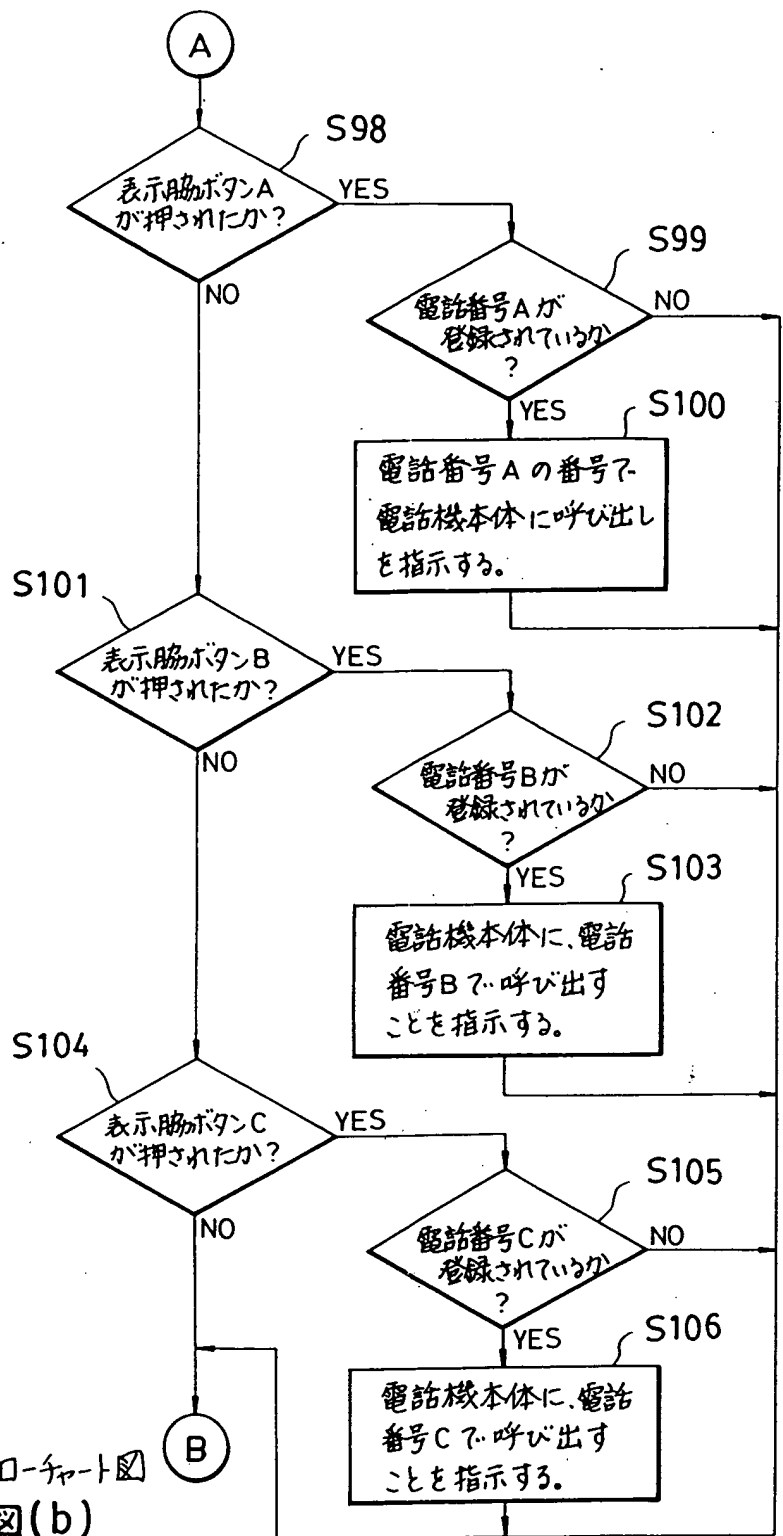 A
S98
表示脇ボタンA
が押されたか?
YES
NO
S99
電話番号Aが
登録されているか
?
NO
YES
S100
電話番号Aの番号で
電話機本体に呼び出し
を指示する。
S101
表示脇ボタンB
が押されたか?
YES
NO
S102
電話番号Bが
登録されているか
?
NO
YES
S103
電話機本体に、電話
番号Bで呼び出す
ことを指示する。
S104
表示脇ボタンC
が押されたか?
YES
NO
S105
電話番号Cが
登録されているか
?
NO
YES
S106
電話機本体に、電話
番号Cで呼び出す
ことを指示する。
B
ローチャート図
図(b)